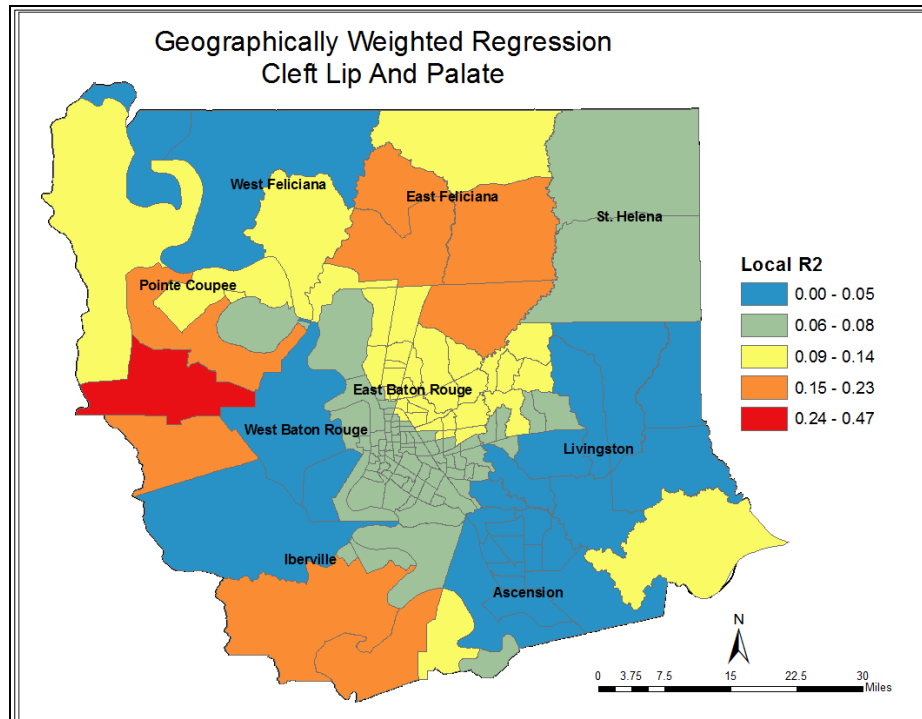 Geographically Weighted Regression
Cleft Lip And Palate
West Feliciana
East Feliciana
St. Helena
Pointe Coupee
East Baton Rouge
West Baton Rouge
Livingston
Iberville
Ascension
Local R2
0.00 - 0.05
0.06 - 0.08
0.09 - 0.14
0.15 - 0.23
0.24 - 0.47
N
0 3.75 7.5 15 22.5 30
Miles